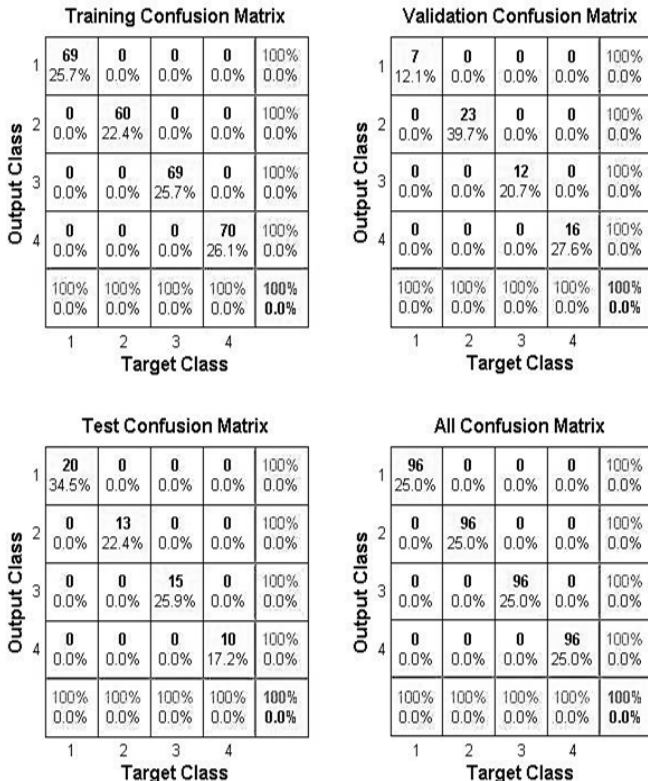 Training Confusion Matrix
69 0 0 0 100%
1
25.7% 0.0% 0.0% 0.0% 0.0%
0 60 0 0 100%
2
0.0% 22.4% 0.0% 0.0% 0.0%
0 0 69 0 100%
3
0.0% 0.0% 25.7% 0.0% 0.0%
0 0 0 70 100%
4
0.0% 0.0% 0.0% 26.1% 0.0%
100% 100% 100% 100% 100%
0.0% 0.0% 0.0% 0.0% 0.0%
1 2 3 4
Output Class
Target Class
Validation Confusion Matrix
7 0 0 0 100%
1
12.1% 0.0% 0.0% 0.0% 0.0%
0 23 0 0 100%
2
0.0% 39.7% 0.0% 0.0% 0.0%
0 0 12 0 100%
3
0.0% 0.0% 20.7% 0.0% 0.0%
0 0 0 16 100%
4
0.0% 0.0% 0.0% 27.6% 0.0%
100% 100% 100% 100% 100%
0.0% 0.0% 0.0% 0.0% 0.0%
1 2 3 4
Output Class
Target Class
Test Confusion Matrix
20 0 0 0 100%
1
34.5% 0.0% 0.0% 0.0% 0.0%
0 13 0 0 100%
2
0.0% 22.4% 0.0% 0.0% 0.0%
0 0 15 0 100%
3
0.0% 0.0% 25.9% 0.0% 0.0%
0 0 0 10 100%
4
0.0% 0.0% 0.0% 17.2% 0.0%
100% 100% 100% 100% 100%
0.0% 0.0% 0.0% 0.0% 0.0%
1 2 3 4
Output Class
Target Class
All Confusion Matrix
96 0 0 0 100%
1
25.0% 0.0% 0.0% 0.0% 0.0%
0 96 0 0 100%
2
0.0% 25.0% 0.0% 0.0% 0.0%
0 0 96 0 100%
3
0.0% 0.0% 25.0% 0.0% 0.0%
0 0 0 96 100%
4
0.0% 0.0% 0.0% 25.0% 0.0%
100% 100% 100% 100% 100%
0.0% 0.0% 0.0% 0.0% 0.0%
1 2 3 4
Output Class
Target Class